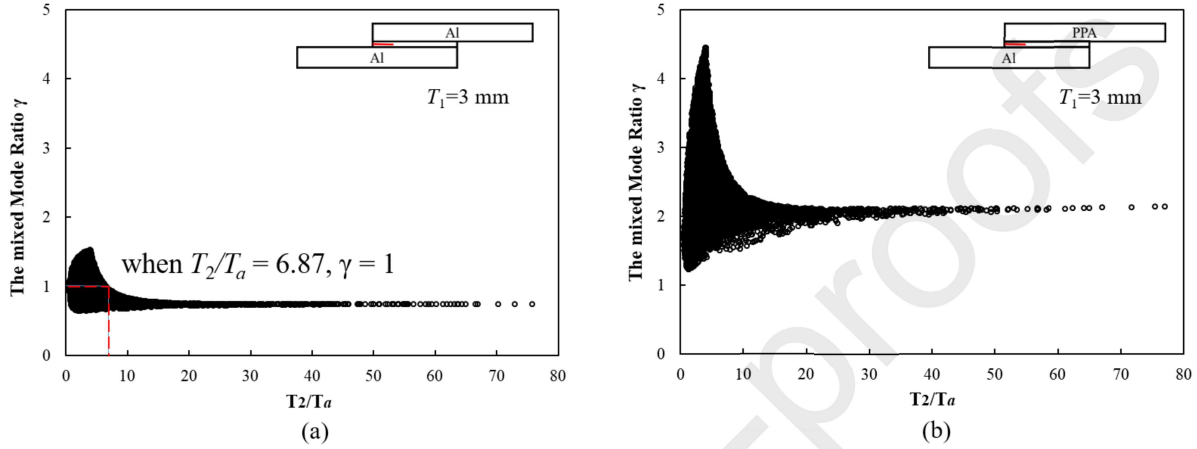 The mixed Mode Ratio γ
5
4
3
2
1
0
Al
Al
T₁=3 mm
when T₂/Tₐ = 6.87, γ = 1
0 10 20 30 40 50 60 70 80
T2/Ta
(a)
The mixed Mode Ratio γ
5
4
3
2
1
0
PPA
Al
T₁=3 mm
0 10 20 30 40 50 60 70 80
T2/Ta
(b)
-proofs